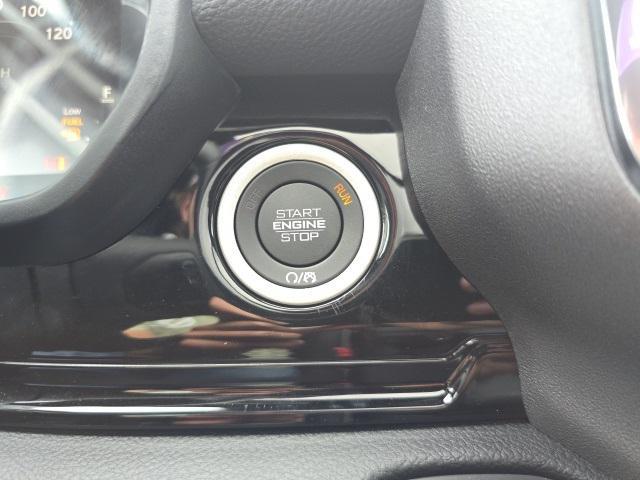 100
120
H
F
Low
FUEL
OFF
RUN
START
ENGINE
STOP